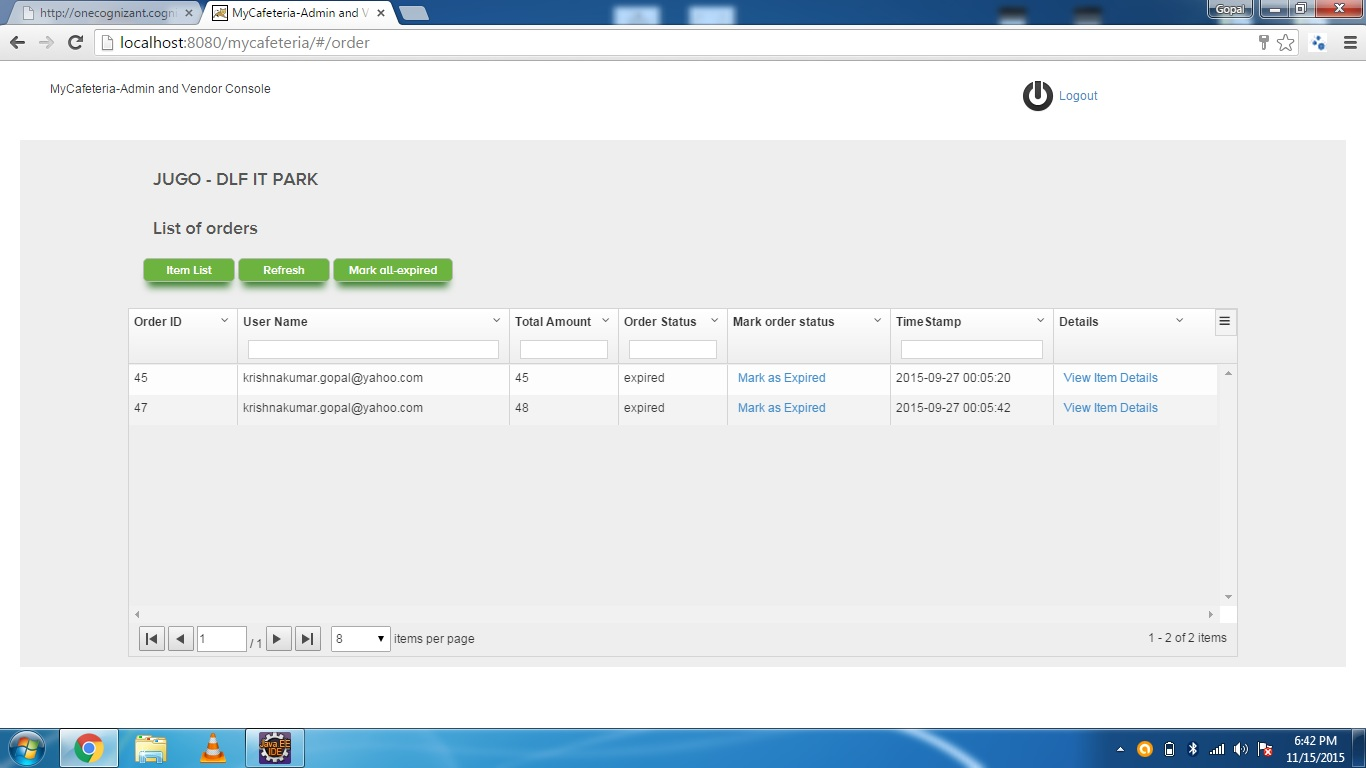 http://onecognizant.cogni
MyCafeteria-Admin and V
Gopal
localhost:8080/mycafeteria/#/order
MyCafeteria-Admin and Vendor Console
Logout
JUGO - DLF IT PARK
List of orders
Item List Refresh Mark all-expired
Order ID User Name Total Amount Order Status Mark order status TimeStamp Details
45 krishnakumar.gopal@yahoo.com 45 expired Mark as Expired 2015-09-27 00:05:20 View Item Details
47 krishnakumar.gopal@yahoo.com 48 expired Mark as Expired 2015-09-27 00:05:42 View Item Details
1 / 1 8 items per page 1 - 2 of 2 items
Java EE
IDE
6:42 PM
11/15/2015